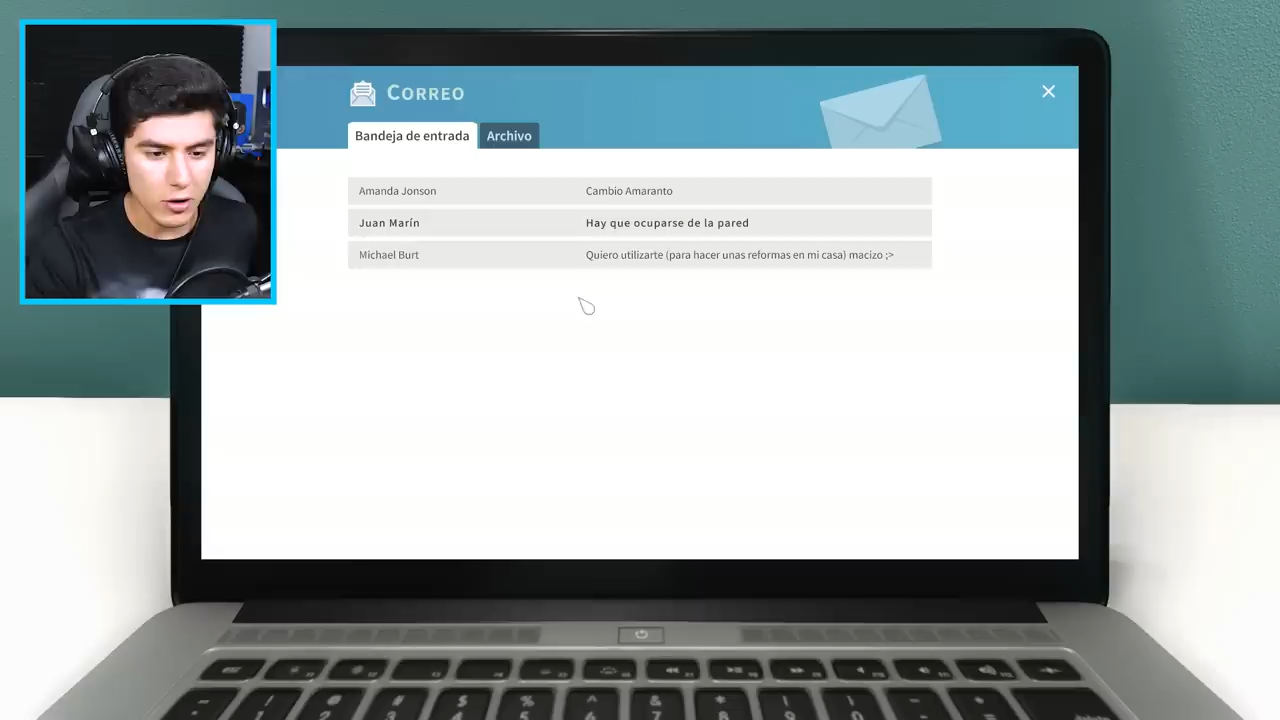 Correo
Bandeja de entrada
Archivo
Amanda Jonson Cambio Amaranto
Juan Marín Hay que ocuparse de la pared
Michael Burt Quiero utilizarte (para hacer unas reformas en mi casa) macizo ;>